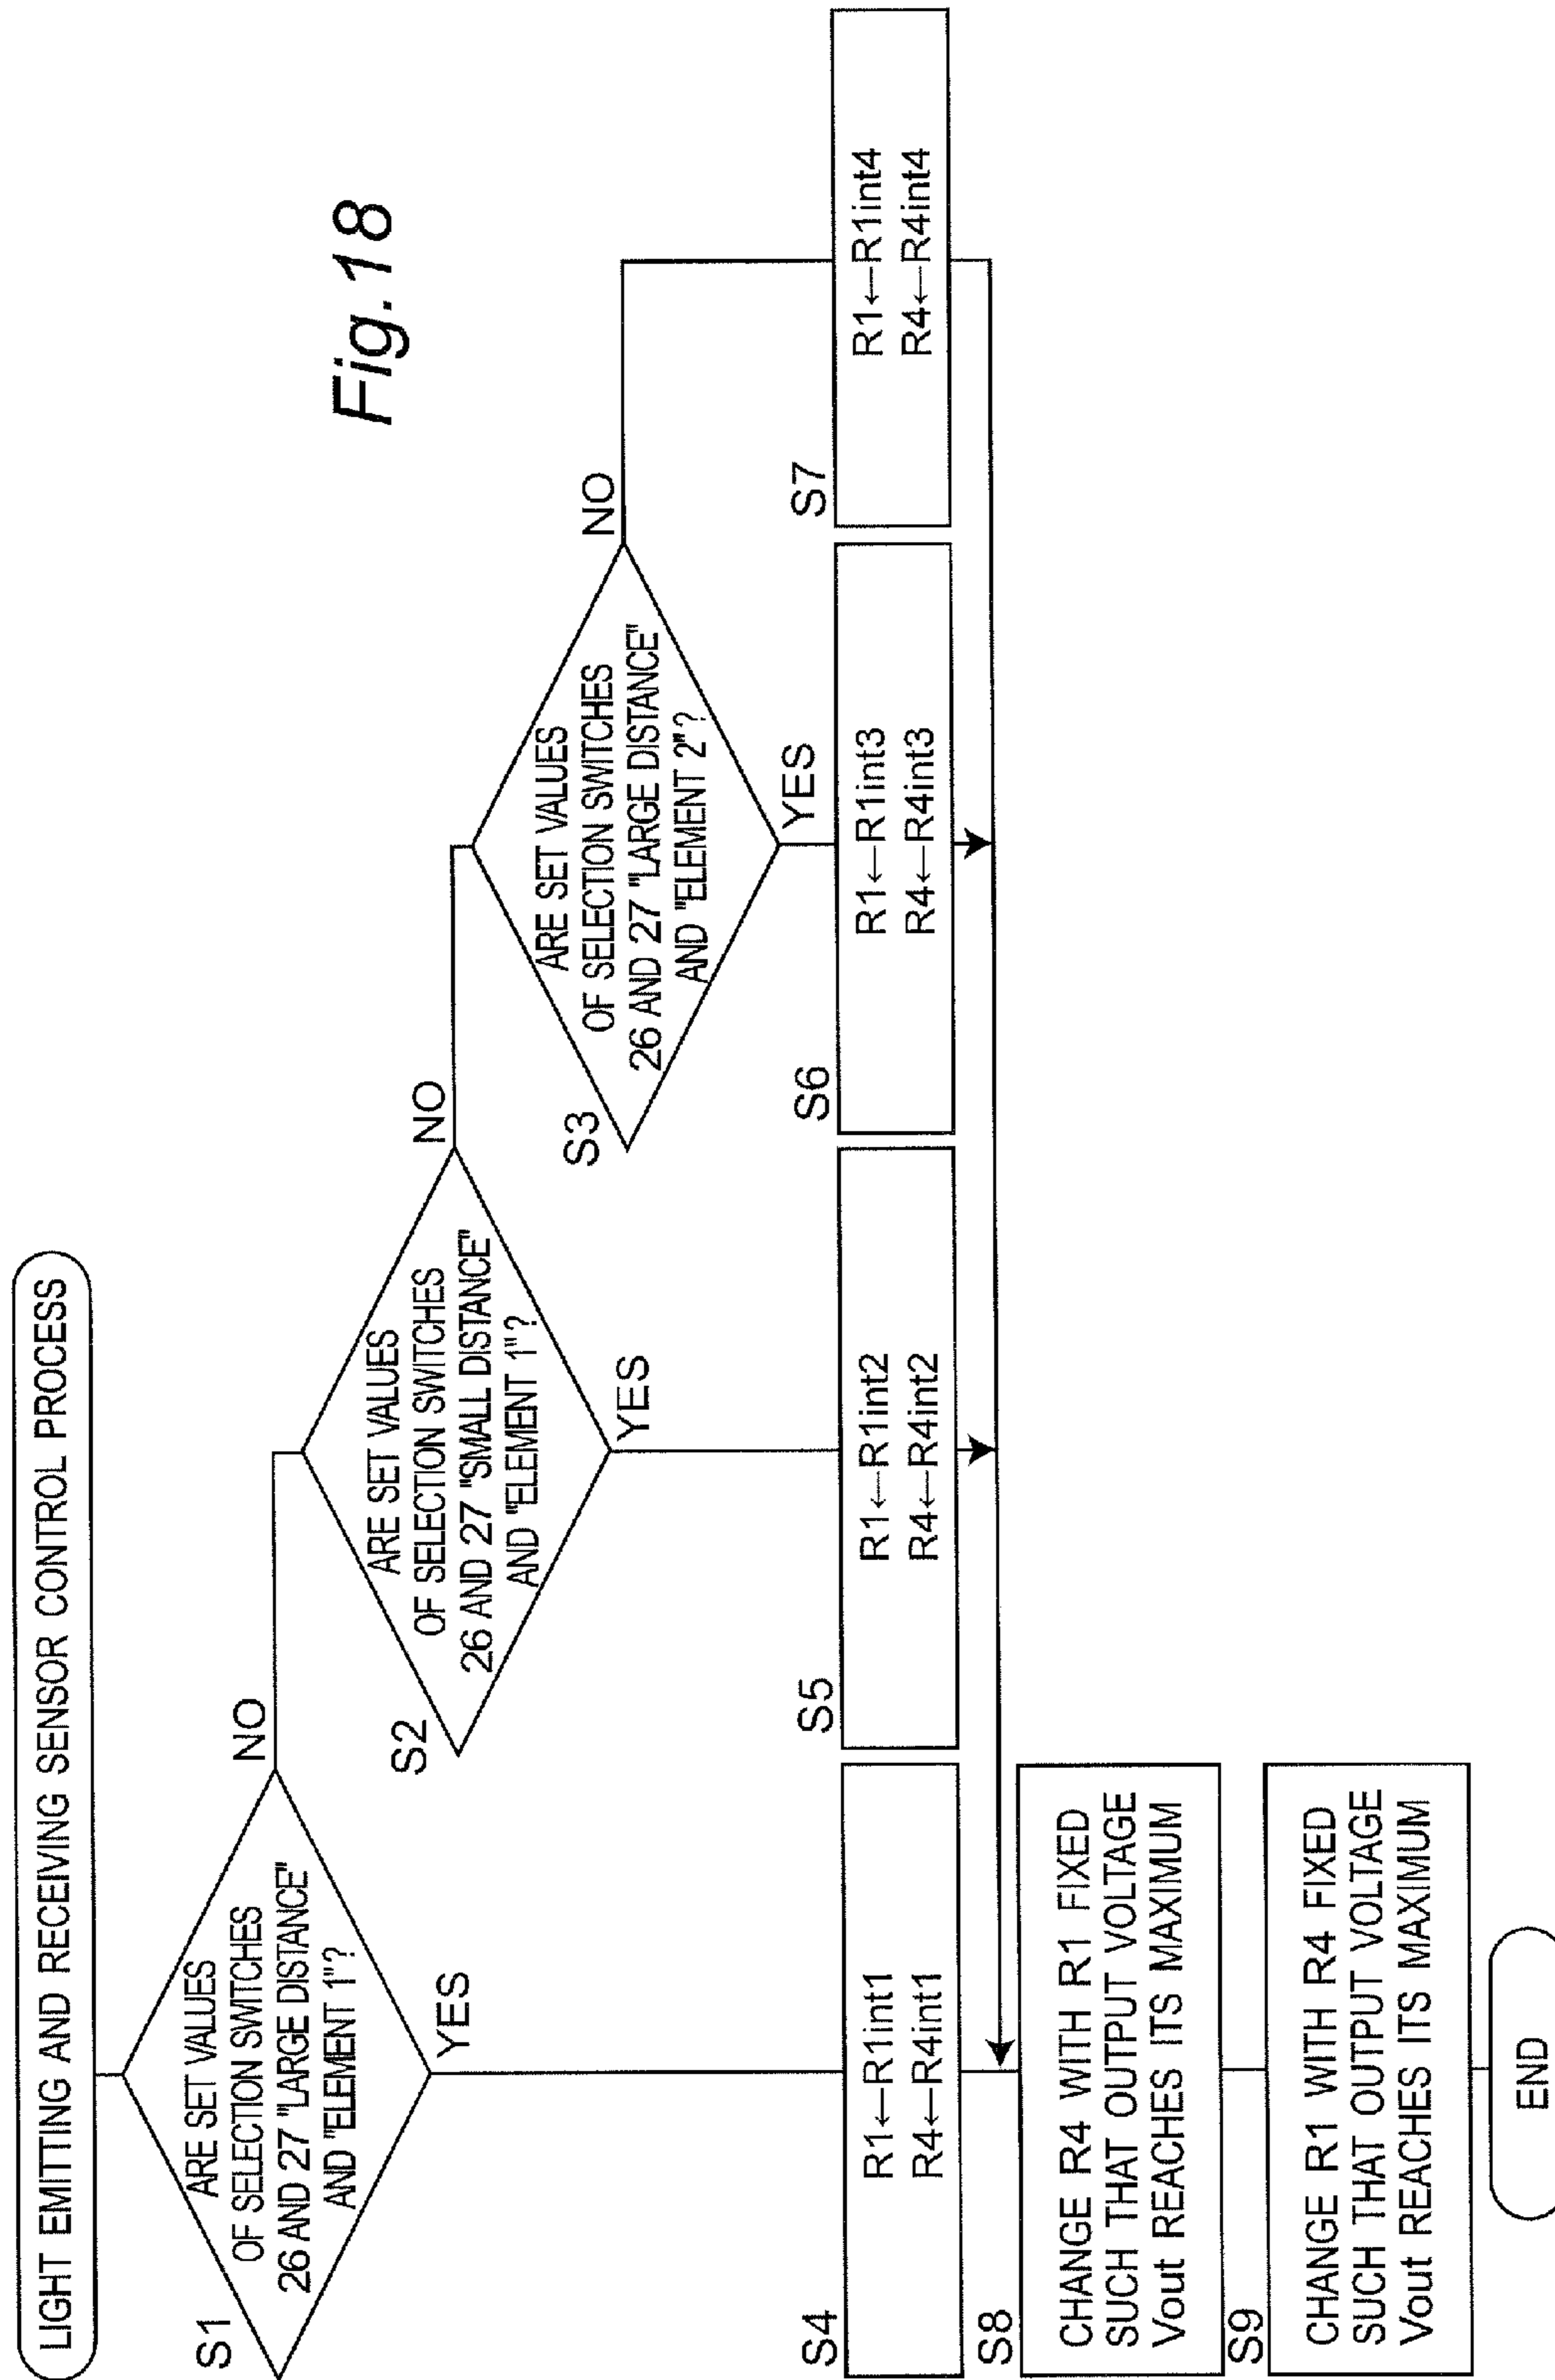 Fig.18
LIGHT EMITTING AND RECEIVING SENSOR CONTROL PROCESS
S1
ARE SET VALUES
OF SELECTION SWITCHES
26 AND 27 "LARGE DISTANCE"
AND "ELEMENT 1"?
NO
YES
S2
ARE SET VALUES
OF SELECTION SWITCHES
26 AND 27 "SMALL DISTANCE"
AND "ELEMENT 1"?
NO
YES
S3
ARE SET VALUES
OF SELECTION SWITCHES
26 AND 27 "LARGE DISTANCE"
AND "ELEMENT 2"?
NO
YES
S4
R1←R1int1
R4←R4int1
S5
R1←R1int2
R4←R4int2
S6
R1←R1int3
R4←R4int3
S7
R1←R1int4
R4←R4int4
S8
CHANGE R4 WITH R1 FIXED
SUCH THAT OUTPUT VOLTAGE
Vout REACHES ITS MAXIMUM
S9
CHANGE R1 WITH R4 FIXED
SUCH THAT OUTPUT VOLTAGE
Vout REACHES ITS MAXIMUM
END